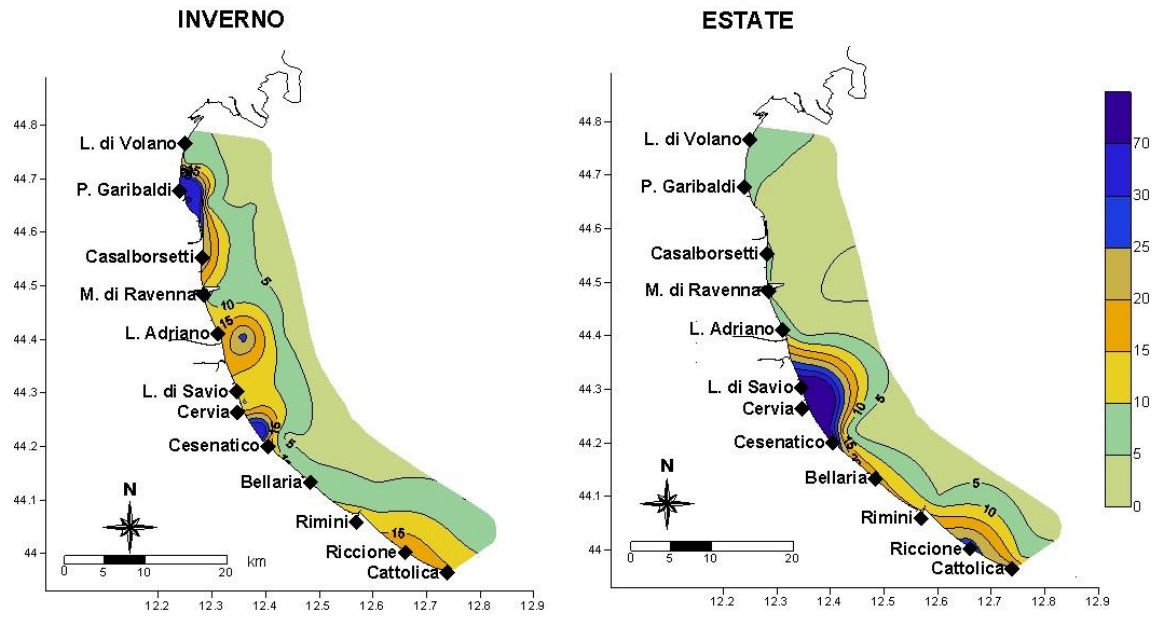 INVERNO
44.8
44.7
44.6
44.5
44.4
44.3
44.2
44.1
44
L. di Volano
P. Garibaldi
Casalborsetti
M. di Ravenna
L. Adriano
L. di Savio
Cervia
Cesenatico
Bellaria
Rimini
Riccione
Cattolica
5
10
15
15
5
15
N
0 5 10 20 km
12.2 12.3 12.4 12.5 12.6 12.7 12.8 12.9
ESTATE
44.8
44.7
44.6
44.5
44.4
44.3
44.2
44.1
44
L. di Volano
P. Garibaldi
Casalborsetti
M. di Ravenna
L. Adriano
L. di Savio
Cervia
Cesenatico
Bellaria
Rimini
Riccione
Cattolica
5
10
15
5
10
N
0 5 10 20
12.2 12.3 12.4 12.5 12.6 12.7 12.8 12.9
70
30
25
20
15
10
5
0